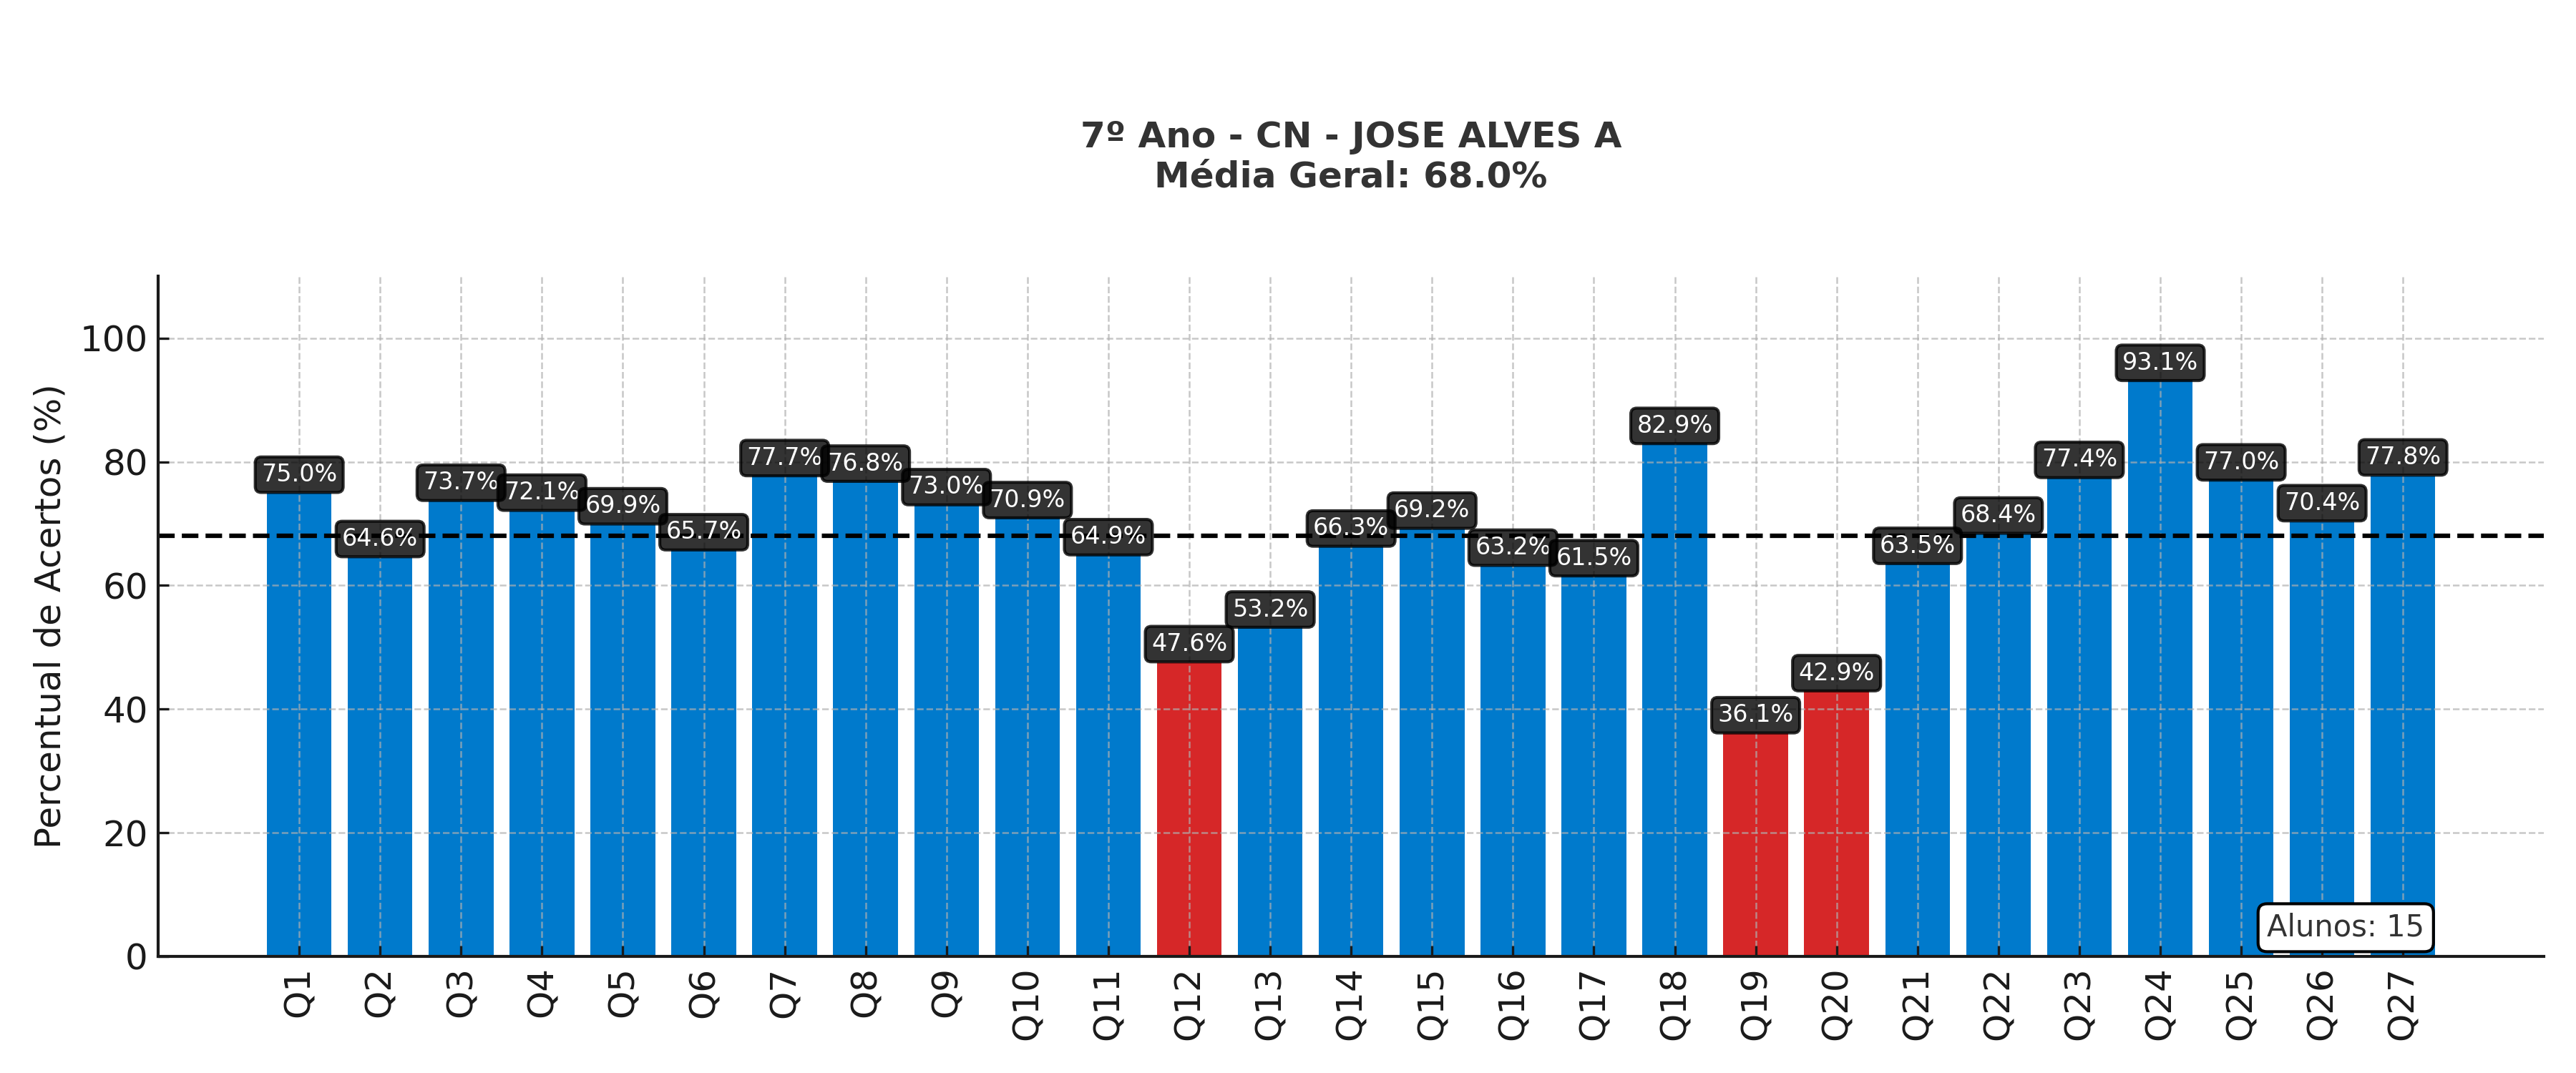 7º Ano - CN - JOSE ALVES A
Média Geral: 68.0%
Percentual de Acertos (%)
100
80
60
40
20
0
75.0%
64.6%
73.7%
72.1%
69.9%
65.7%
77.7%
76.8%
73.0%
70.9%
64.9%
47.6%
53.2%
66.3%
69.2%
63.2%
61.5%
82.9%
36.1%
42.9%
63.5%
68.4%
77.4%
93.1%
77.0%
70.4%
77.8%
Alunos: 15
Q1
Q2
Q3
Q4
Q5
Q6
Q7
Q8
Q9
Q10
Q11
Q12
Q13
Q14
Q15
Q16
Q17
Q18
Q19
Q20
Q21
Q22
Q23
Q24
Q25
Q26
Q27